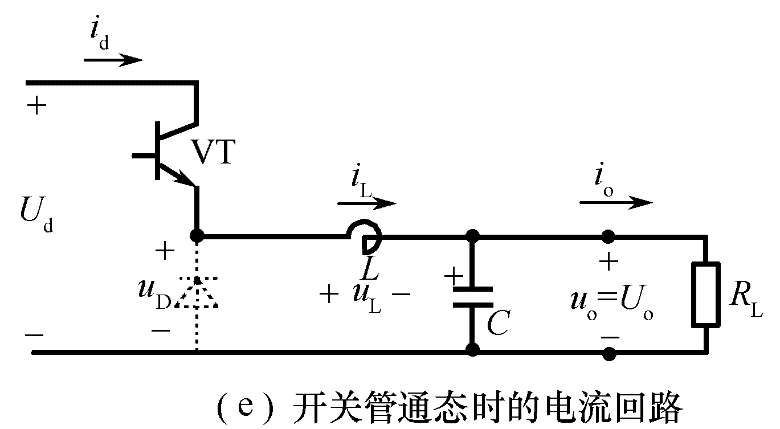 i_d
+
VT
U_d
i_L
i_o
+
u_D
−
L
+ u_L −
+
C
+
u_o=U_o
−
R_L
−
(e) 开关管通态时的电流回路